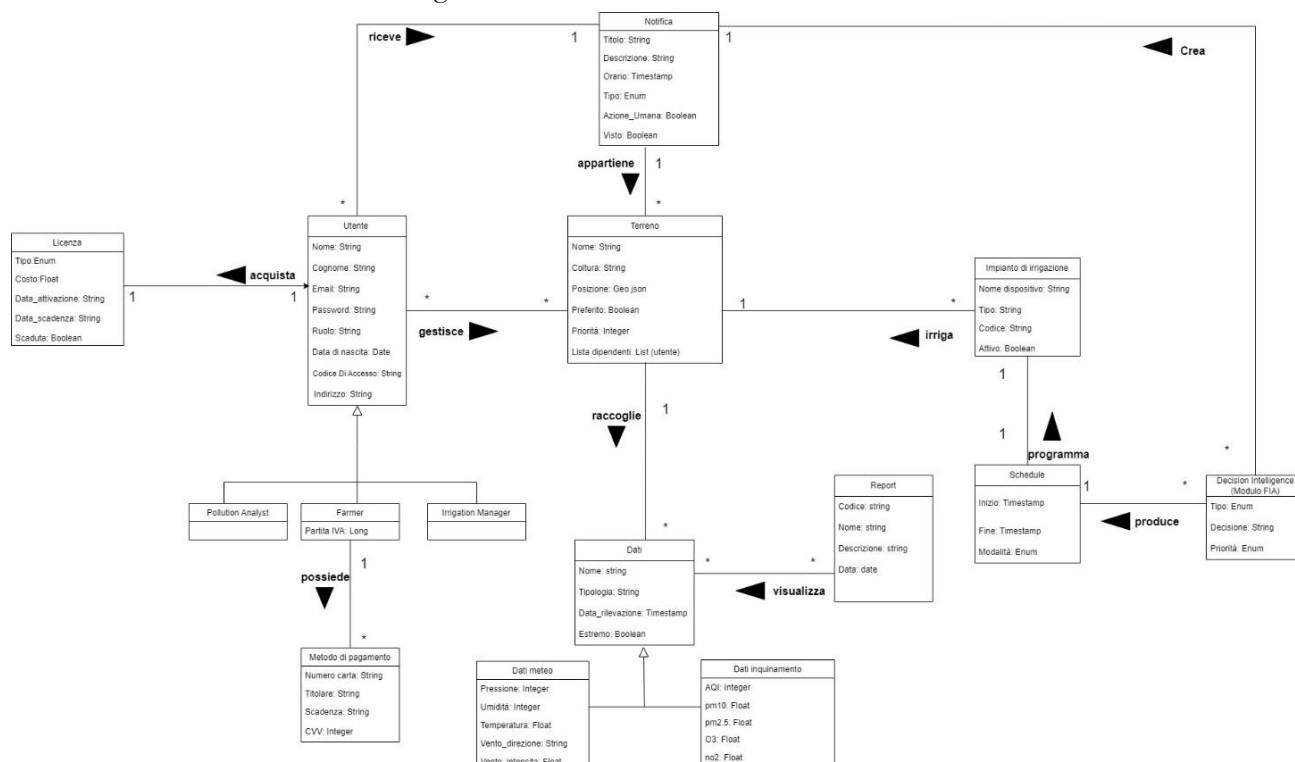 g
Notifica
Titolo: String
Descrizione: String
Orario: Timestamp
Tipo: Enum
Azione_Umana: Boolean
Visto: Boolean
riceve
1
1
Crea
appartiene
1
*
*
Licenza
Tipo:Enum
Costo:Float
Data_attivazione: String
Data_scadenza: String
Scaduta: Boolean
acquista
1
1
Utente
Nome: String
Cognome: String
Email: String
Password: String
Ruolo: String
Data di nascita: Date
Codice Di Accesso: String
Indirizzo: String
*
*
gestisce
Terreno
Nome: String
Coltura: String
Posizione: Geo json
Preferito: Boolean
Priorità: Integer
Lista dipendenti: List (utente)
1
*
irriga
Impianto di irrigazione
Nome dispositivo: String
Tipo: String
Codice: String
Attivo: Boolean
1
1
programma
raccoglie
1
*
Pollution Analyst
Farmer
Partita IVA: Long
Irrigation Manager
possiede
1
*
Metodo di pagamento
Numero carta: String
Titolare: String
Scadenza: String
CVV: Integer
Dati
Nome: string
Tipologia: String
Data_rilevazione: Timestamp
Estremo: Boolean
*
*
visualizza
Report
Codice: string
Nome: string
Descrizione: string
Data: date
Schedule
Inizio: Timestamp
Fine: Timestamp
Modalità: Enum
1
*
produce
*
Decision Intelligence
(Modulo FIA)
Tipo: Enum
Decisione: String
Priorità: Enum
Dati meteo
Pressione: Integer
Umidità: Integer
Temperatura: Float
Vento_direzione: String
Vento_intensita: Float
Dati inquinamento
AQI: Integer
pm10: Float
pm2.5: Float
O3: Float
no2: Float